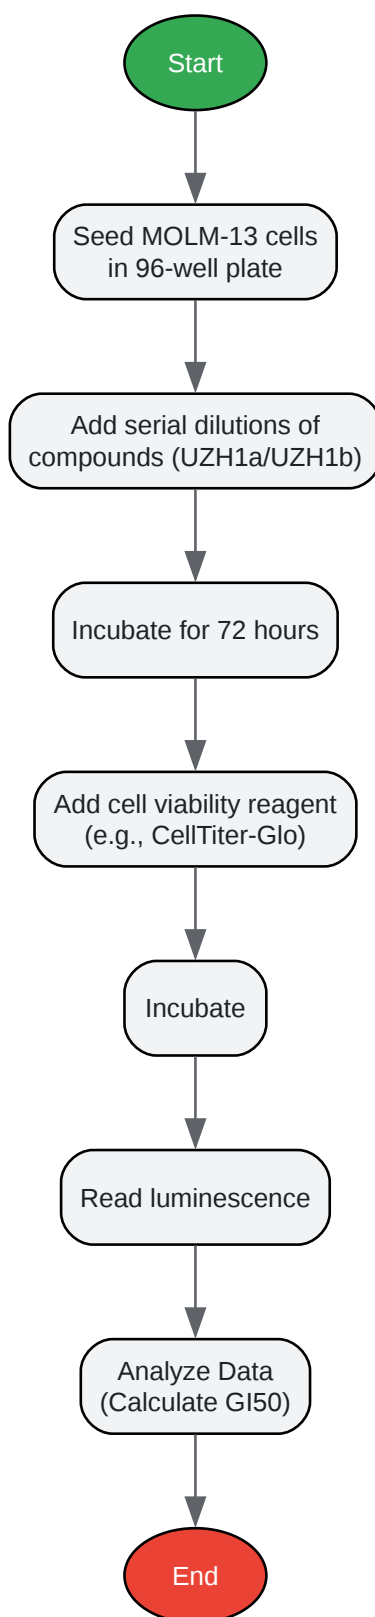 Start
Seed MOLM-13 cells
in 96-well plate
Add serial dilutions of
compounds (UZH1a/UZH1b)
Incubate for 72 hours
Add cell viability reagent
(e.g., CellTiter-Glo)
Incubate
Read luminescence
Analyze Data
(Calculate GI50)
End